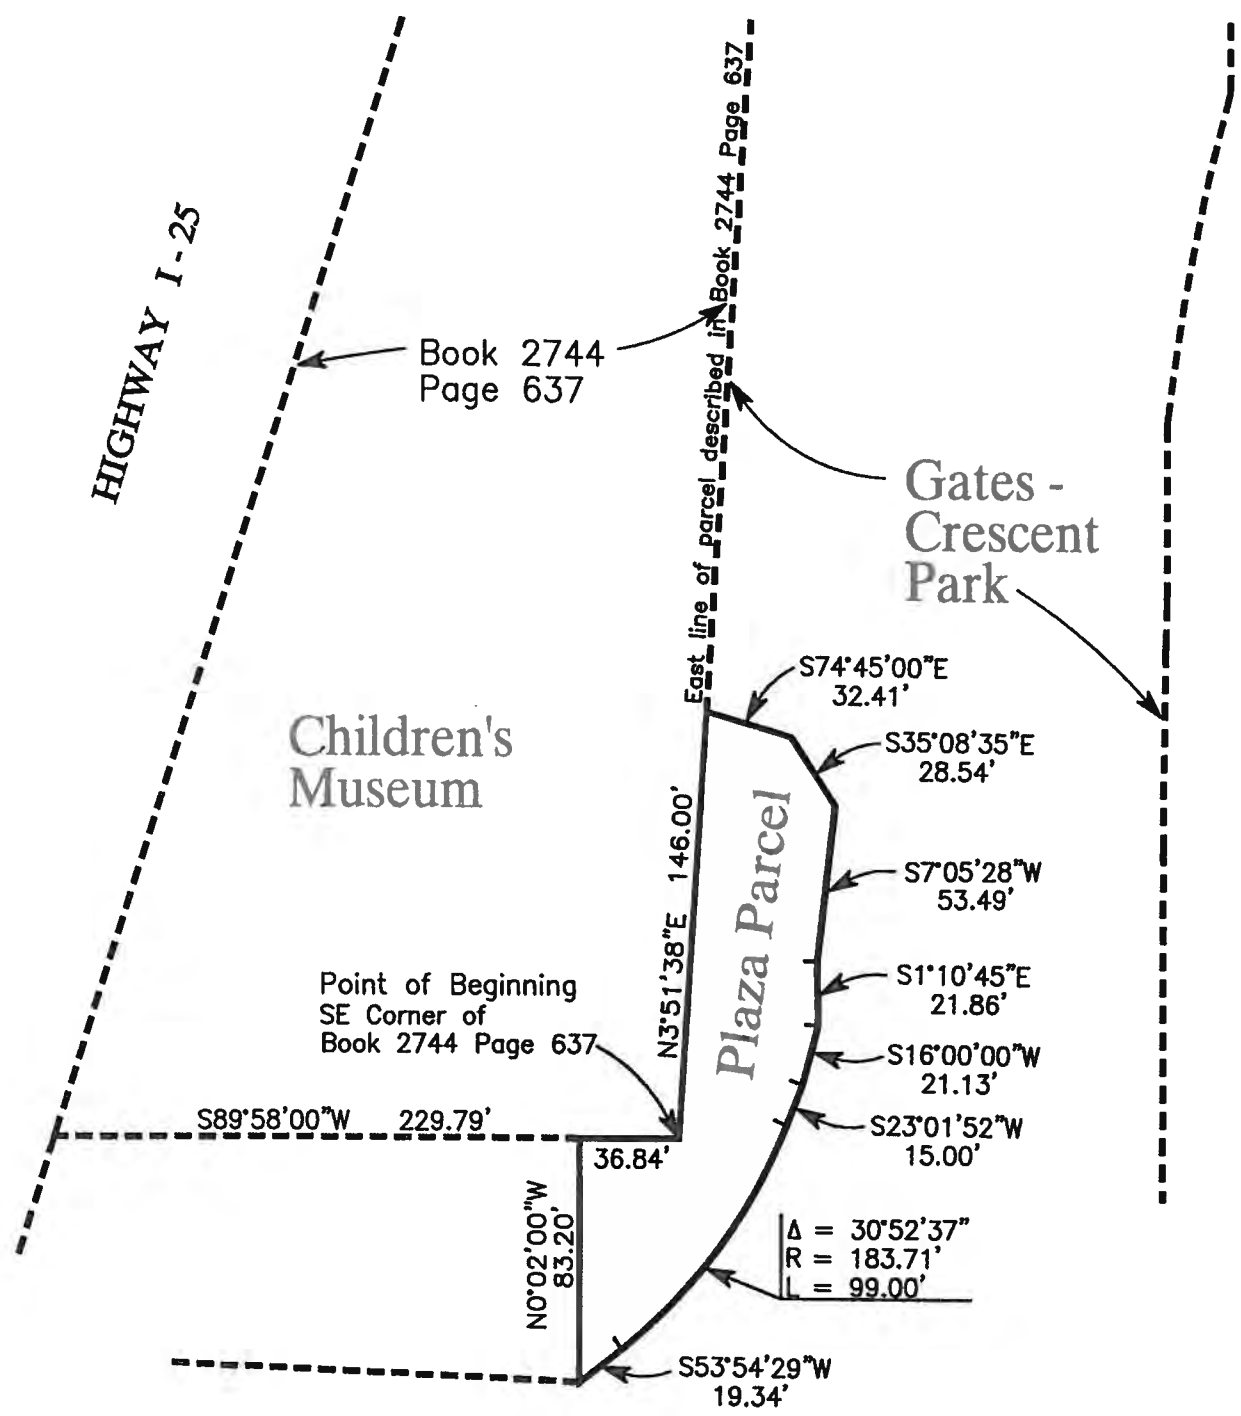 East line of parcel described in Book 2744 Page 637
HIGHWAY I-25
Book 2744
Page 637
Gates -
Crescent
Park
S74°45'00"E
32.41'
Children's
Museum
S35°08'35"E
28.54'
N3°51'38"E 146.00'
Plaza Parcel
S7°05'28"W
53.49'
Point of Beginning
SE Corner of
Book 2744 Page 637
S1°10'45"E
21.86'
S16°00'00"W
21.13'
S89°58'00"W 229.79'
S23°01'52"W
15.00'
36.84'
N0°02'00"W
83.20'
Δ = 30°52'37"
R = 183.71'
L = 99.00'
S53°54'29"W
19.34'